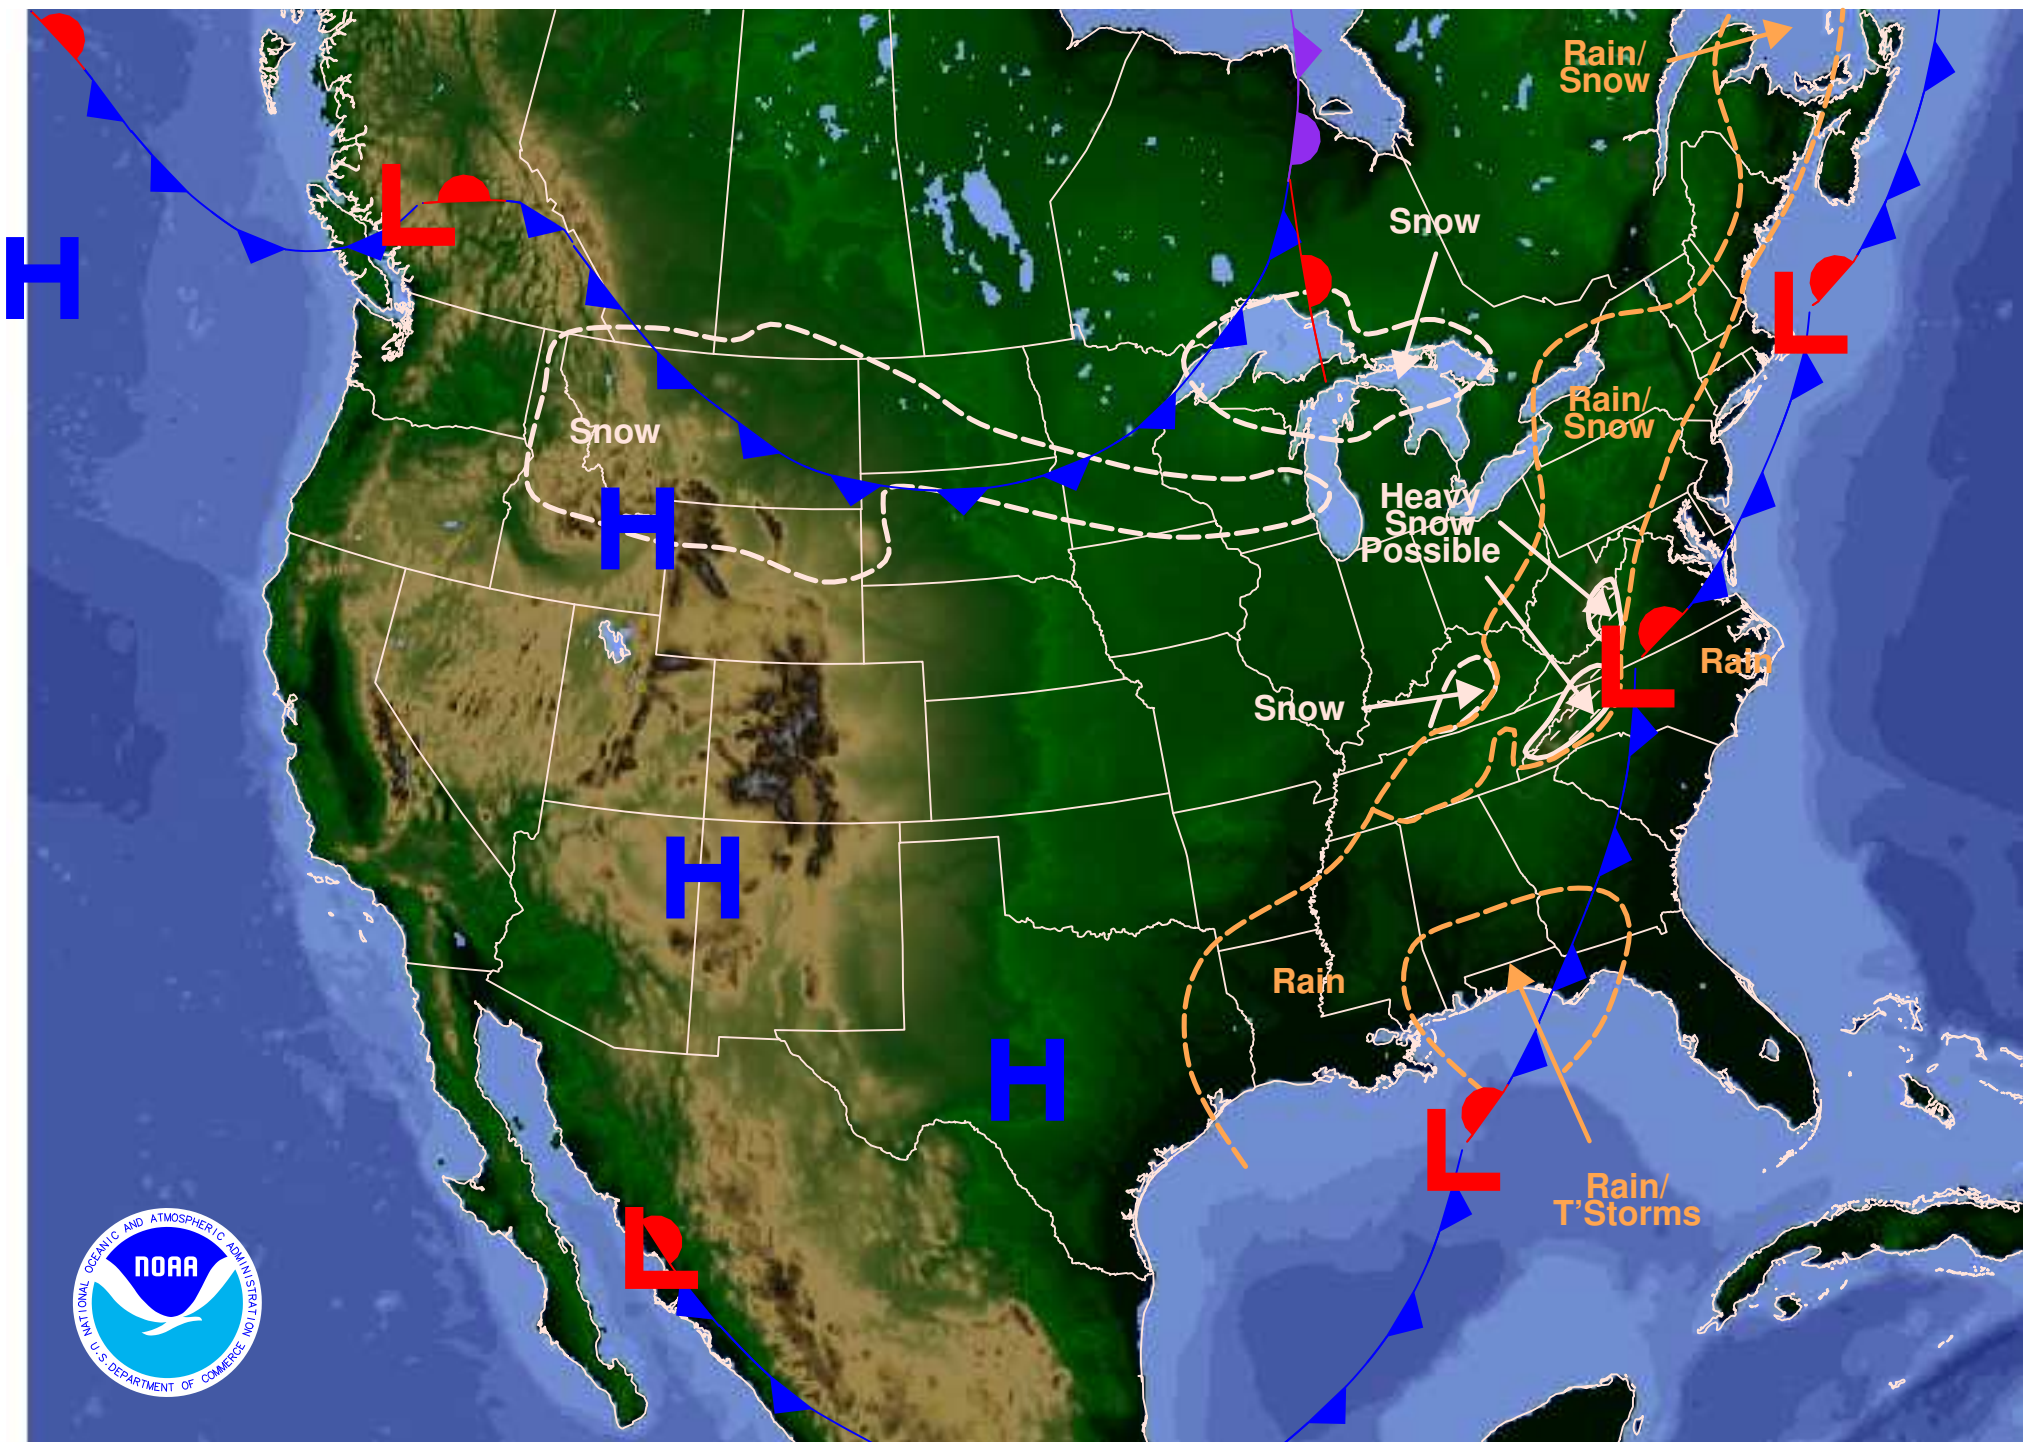 Rain/
Snow
H
L
Snow
L
Rain/
Snow
Snow
H
Heavy
Snow
Possible
L
Rain
Snow
H
Rain
H
L
Rain/
T'Storms
L
NATIONAL OCEANIC AND ATMOSPHERIC ADMINISTRATION
NOAA
U.S. DEPARTMENT OF COMMERCE